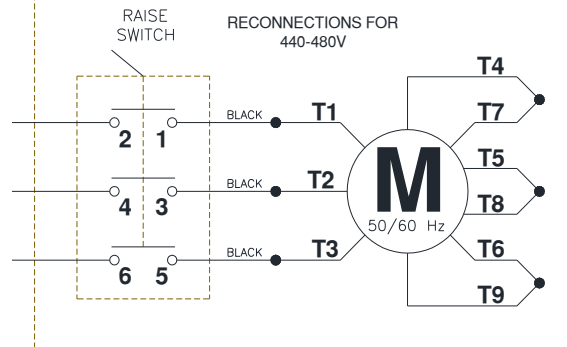 RAISE
SWITCH
RECONNECTIONS FOR
440-480V
T4
BLACK
T1
T7
2 1
T5
M
BLACK
T2
4 3
T8
50/60 Hz
BLACK
T3
T6
6 5
T9